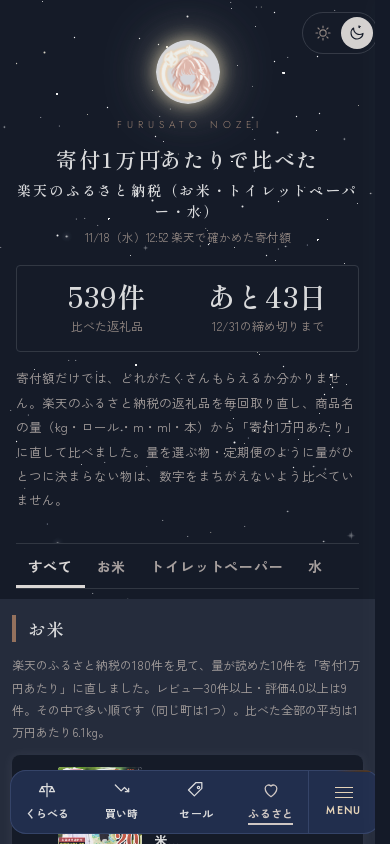 FURUSATO NOZEI
寄付1万円あたりで比べた
楽天のふるさと納税（お米・トイレットペーパ
ー・水）
11/18（水）12:52 楽天で確かめた寄付額
539件
あと43日
比べた返礼品
12/31の締め切りまで
寄付額だけでは、どれがたくさんもらえるか分かりませ
ん。楽天のふるさと納税の返礼品を毎回取り直し、商品名
の量（kg・ロール・m・ml・本）から「寄付1万円あたり」
に直して比べました。量を選ぶ物・定期便のように量がひ
とつに決まらない物は、数字をまちがえないよう比べてい
ません。
すべて
お米
トイレットペーパー
水
お米
楽天のふるさと納税の180件を見て、量が読めた10件を「寄付1万
円あたり」に直しました。レビュー30件以上・評価4.0以上は9
件。その中で多い順です（同じ町は1つ）。比べた全部の平均は1
万円あたり6.1kg。
米
くらべる
買い時
セール
ふるさと
MENU